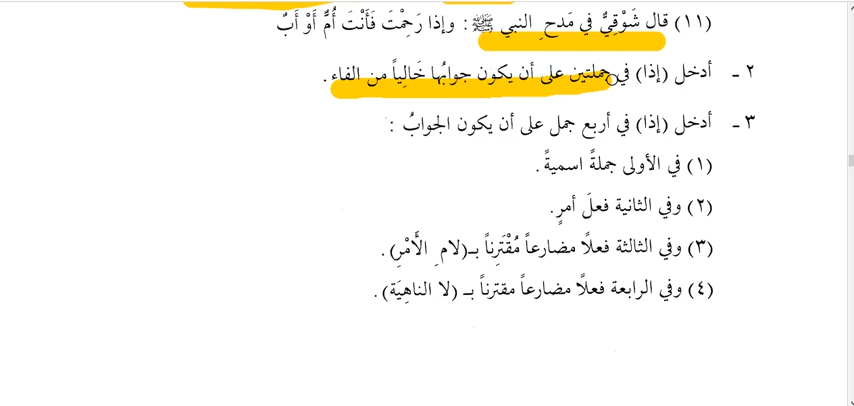 (١١) قال شَوْقِيٌّ في مَدحِ النبي ﷺ : وإذا رَحِمْتَ فَأَنْتَ أُمٌّ أَوْ أَبٌ
٢ ـ أدخل (إذا) في جملتين على أن يكون جوابُها خَالِياً من الفاء .
٣ ـ أدخل (إذا) في أربع جمل على أن يكون الجوابُ :
(١) في الأولى جملةً اسميةً .
(٢) وفي الثانية فعلَ أمرٍ.
(٣) وفي الثالثة فعلاً مضارعاً مُقْتَرِناً بـ(لامِ الأَمْرِ) .
(٤) وفي الرابعة فعلاً مضارعاً مقترناً بـ (لا الناهِيَة) .